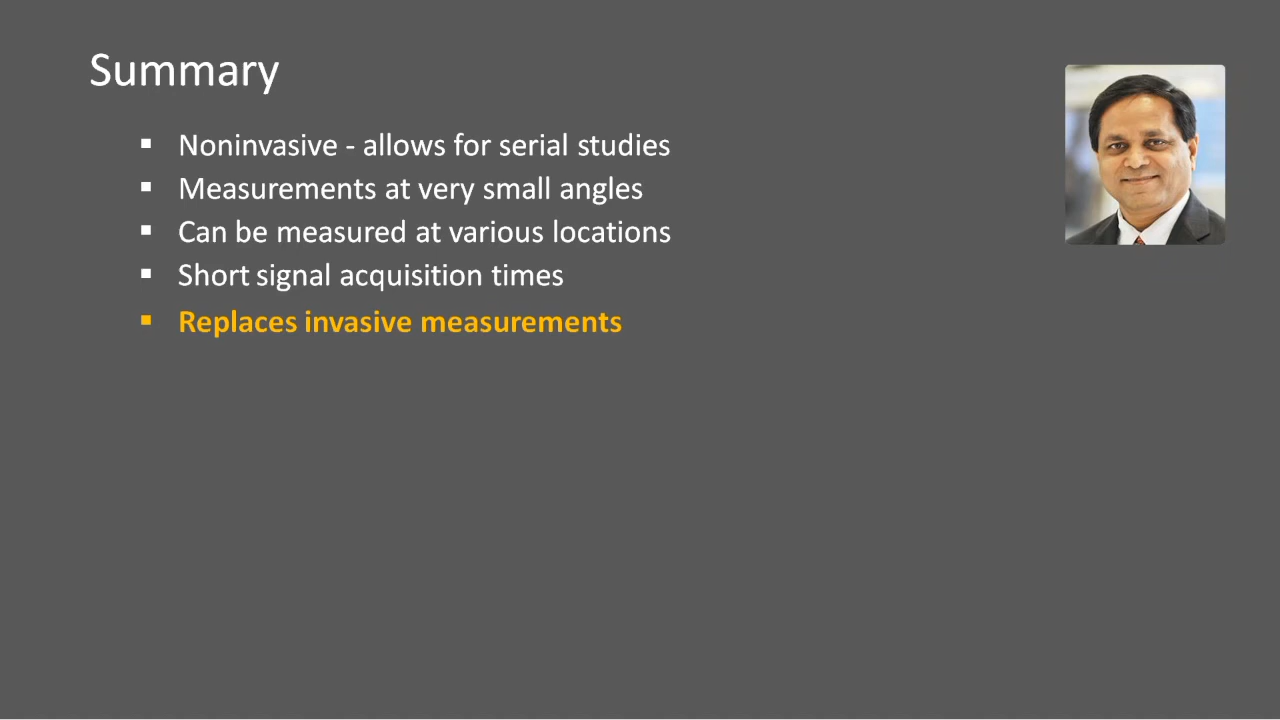 Summary
▪ Noninvasive - allows for serial studies
▪ Measurements at very small angles
▪ Can be measured at various locations
▪ Short signal acquisition times
▪ Replaces invasive measurements